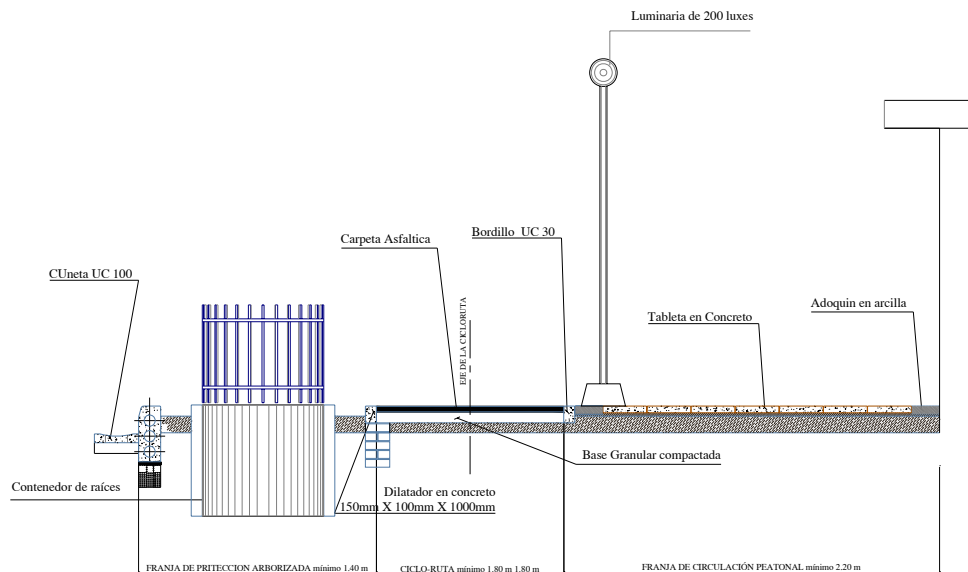 Luminaria de 200 luxes
Bordillo UC 30
Carpeta Asfaltica
CUneta UC 100
EJE DE LA CICLORUTA
Adoquin en arcilla
Tableta en Concreto
Base Granular compactada
Contenedor de raíces
Dilatador en concreto
150mm X 100mm X 1000mm
FRANJA DE PRITECCION ARBORIZADA mínimo 1.40 m
CICLO-RUTA mínimo 1.80 m 1.80 m
FRANJA DE CIRCULACIÓN PEATONAL mínimo 2.20 m